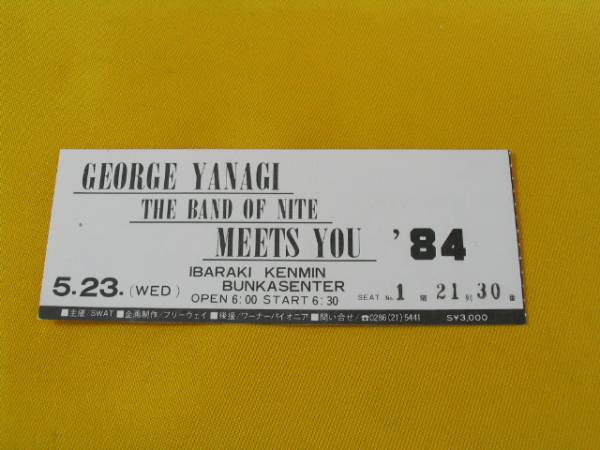 GEORGE YANAGI
THE BAND OF NITE
MEETS YOU '84
IBARAKI KENMIN
BUNKASENTER
5.23.(WED)
OPEN 6:00 START 6:30
SEAT No. 1 階 21 列 30 番
■主催/SWAT ■企画制作/フリーウェイ ■後援/ワーナーパイオニア ■問い合せ/☎0286(21)5441 S¥3,000